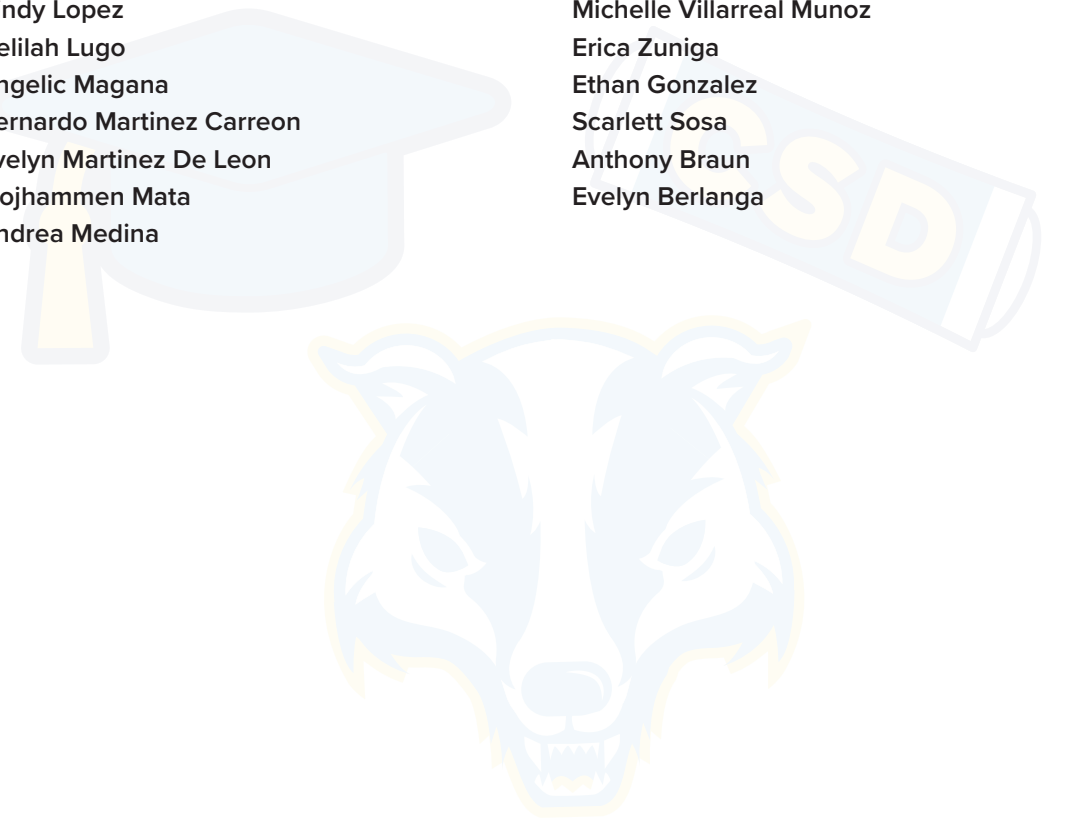 ndy Lopez
elilah Lugo
ngelic Magana
ernardo Martinez Carreon
velyn Martinez De Leon
ojhammen Mata
ndrea Medina
Michelle Villarreal Munoz
Erica Zuniga
Ethan Gonzalez
Scarlett Sosa
Anthony Braun
Evelyn Berlanga
CSD